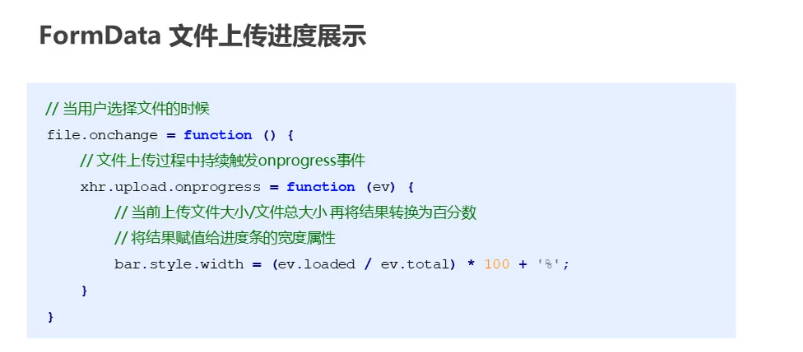 FormData 文件上传进度展示
// 当用户选择文件的时候
file.onchange = function () {
// 文件上传过程中持续触发onprogress事件
xhr.upload.onprogress = function (ev) {
// 当前上传文件大小/文件总大小 再将结果转换为百分数
// 将结果赋值给进度条的宽度属性
bar.style.width = (ev.loaded / ev.total) * 100 + '%';
}
}